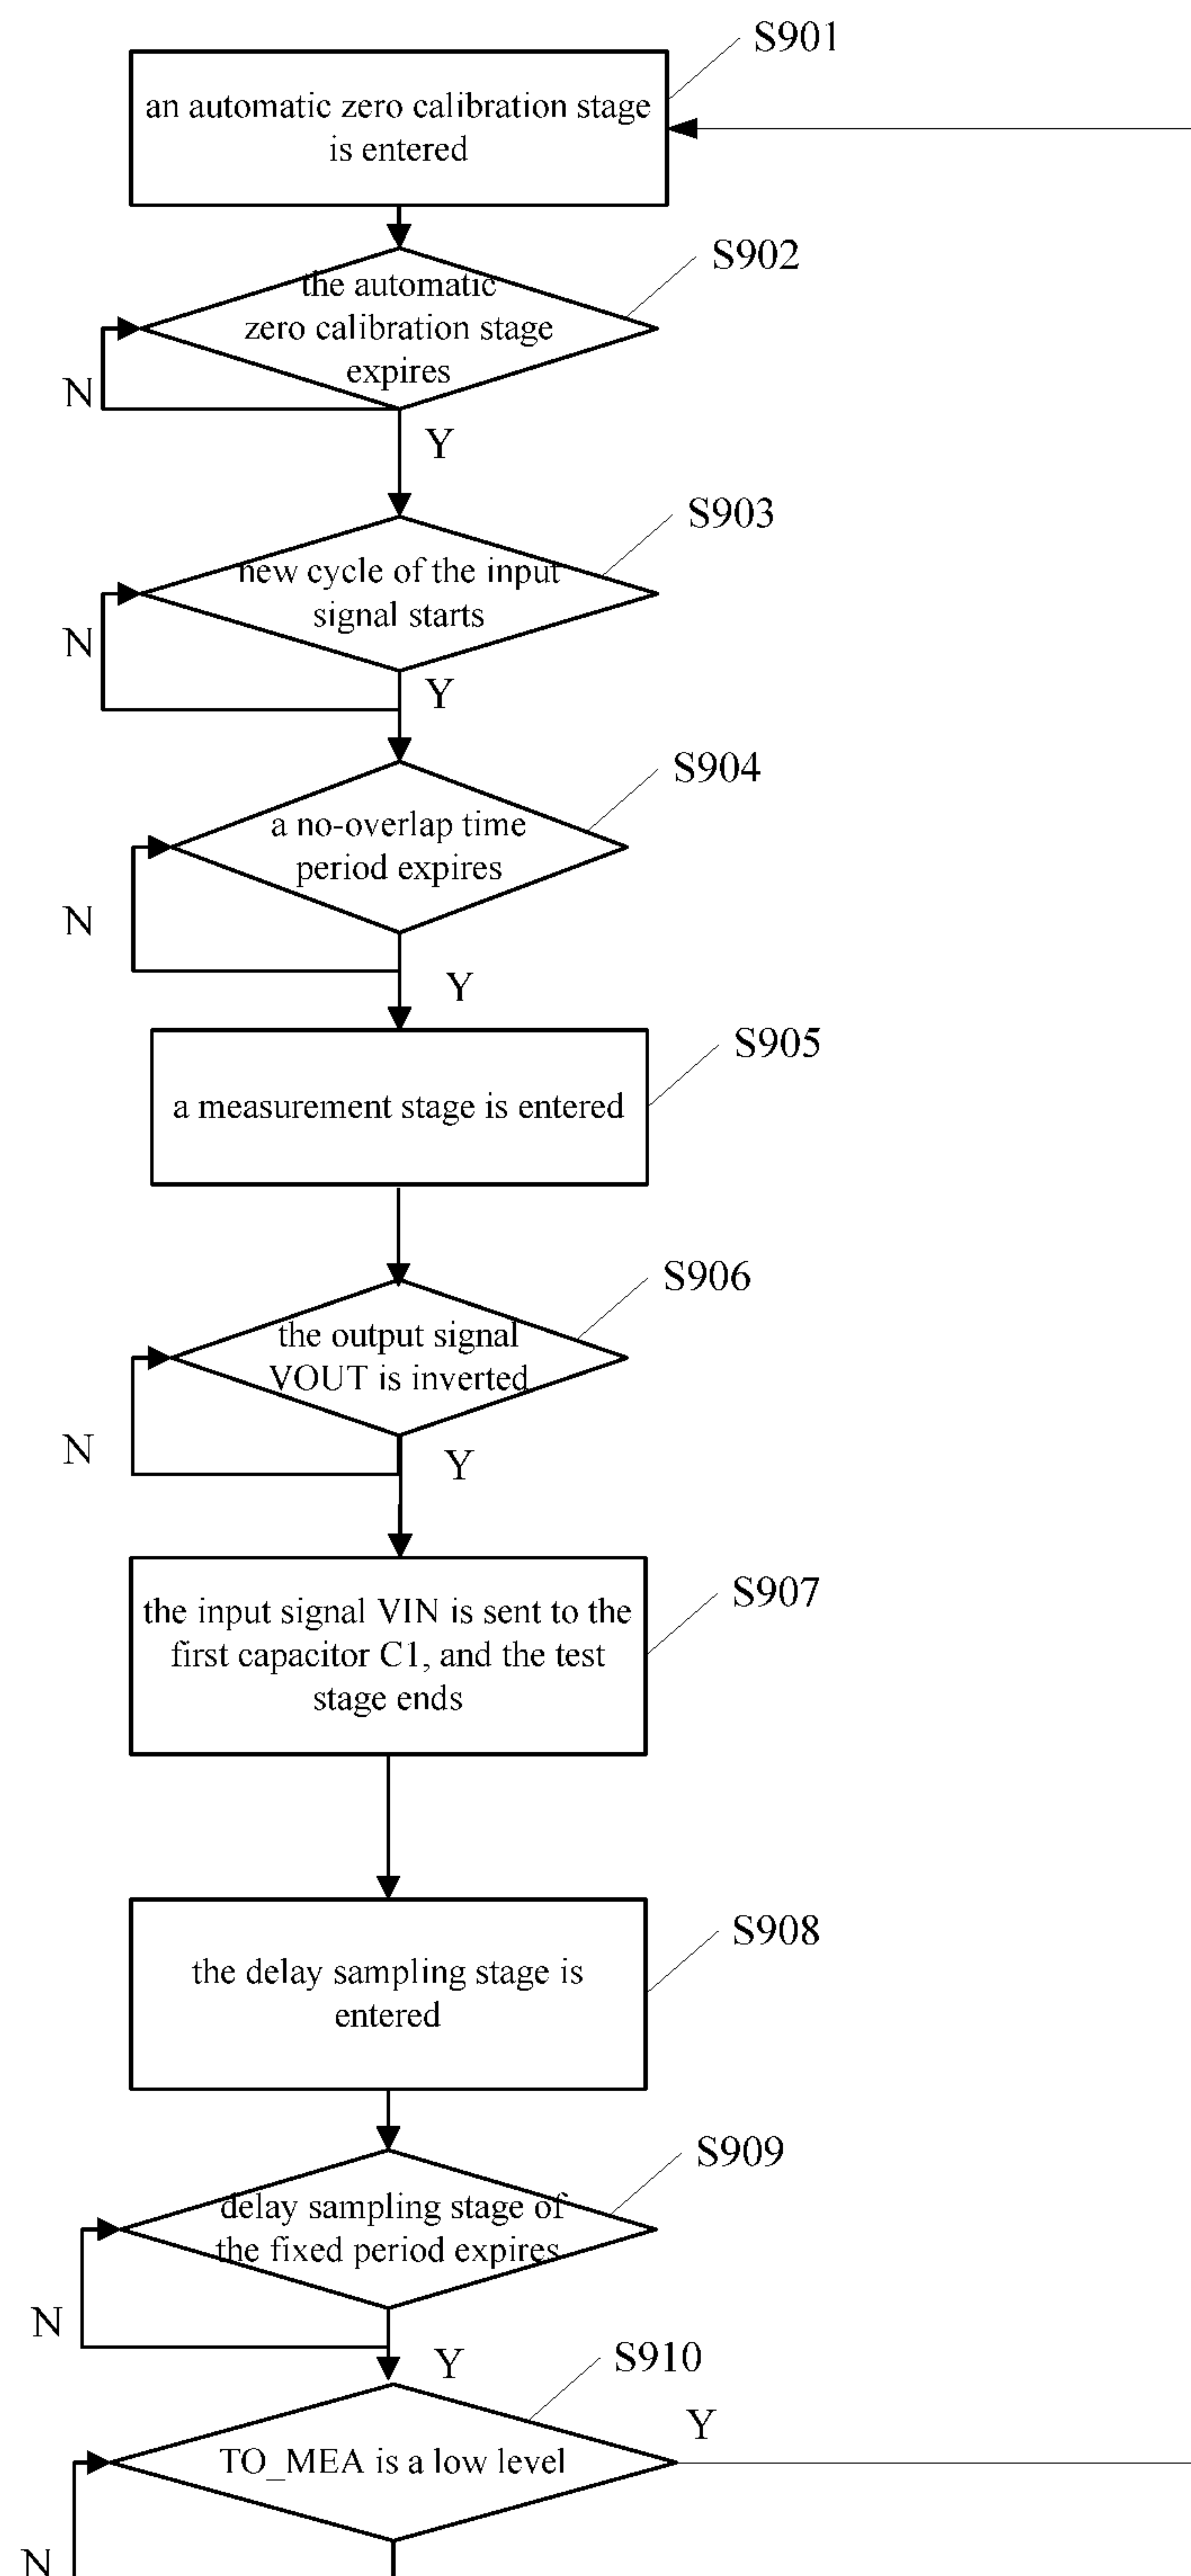 S901
an automatic zero calibration stage
is entered
S902
the automatic
zero calibration stage
expires
N
Y
S903
new cycle of the input
signal starts
N
Y
S904
a no-overlap time
period expires
N
Y
S905
a measurement stage is entered
S906
the output signal
VOUT is inverted
N
Y
S907
the input signal VIN is sent to the
first capacitor C1, and the test
stage ends
S908
the delay sampling stage is
entered
S909
delay sampling stage of
the fixed period expires
N
Y
S910
Y
TO_MEA is a low level
N